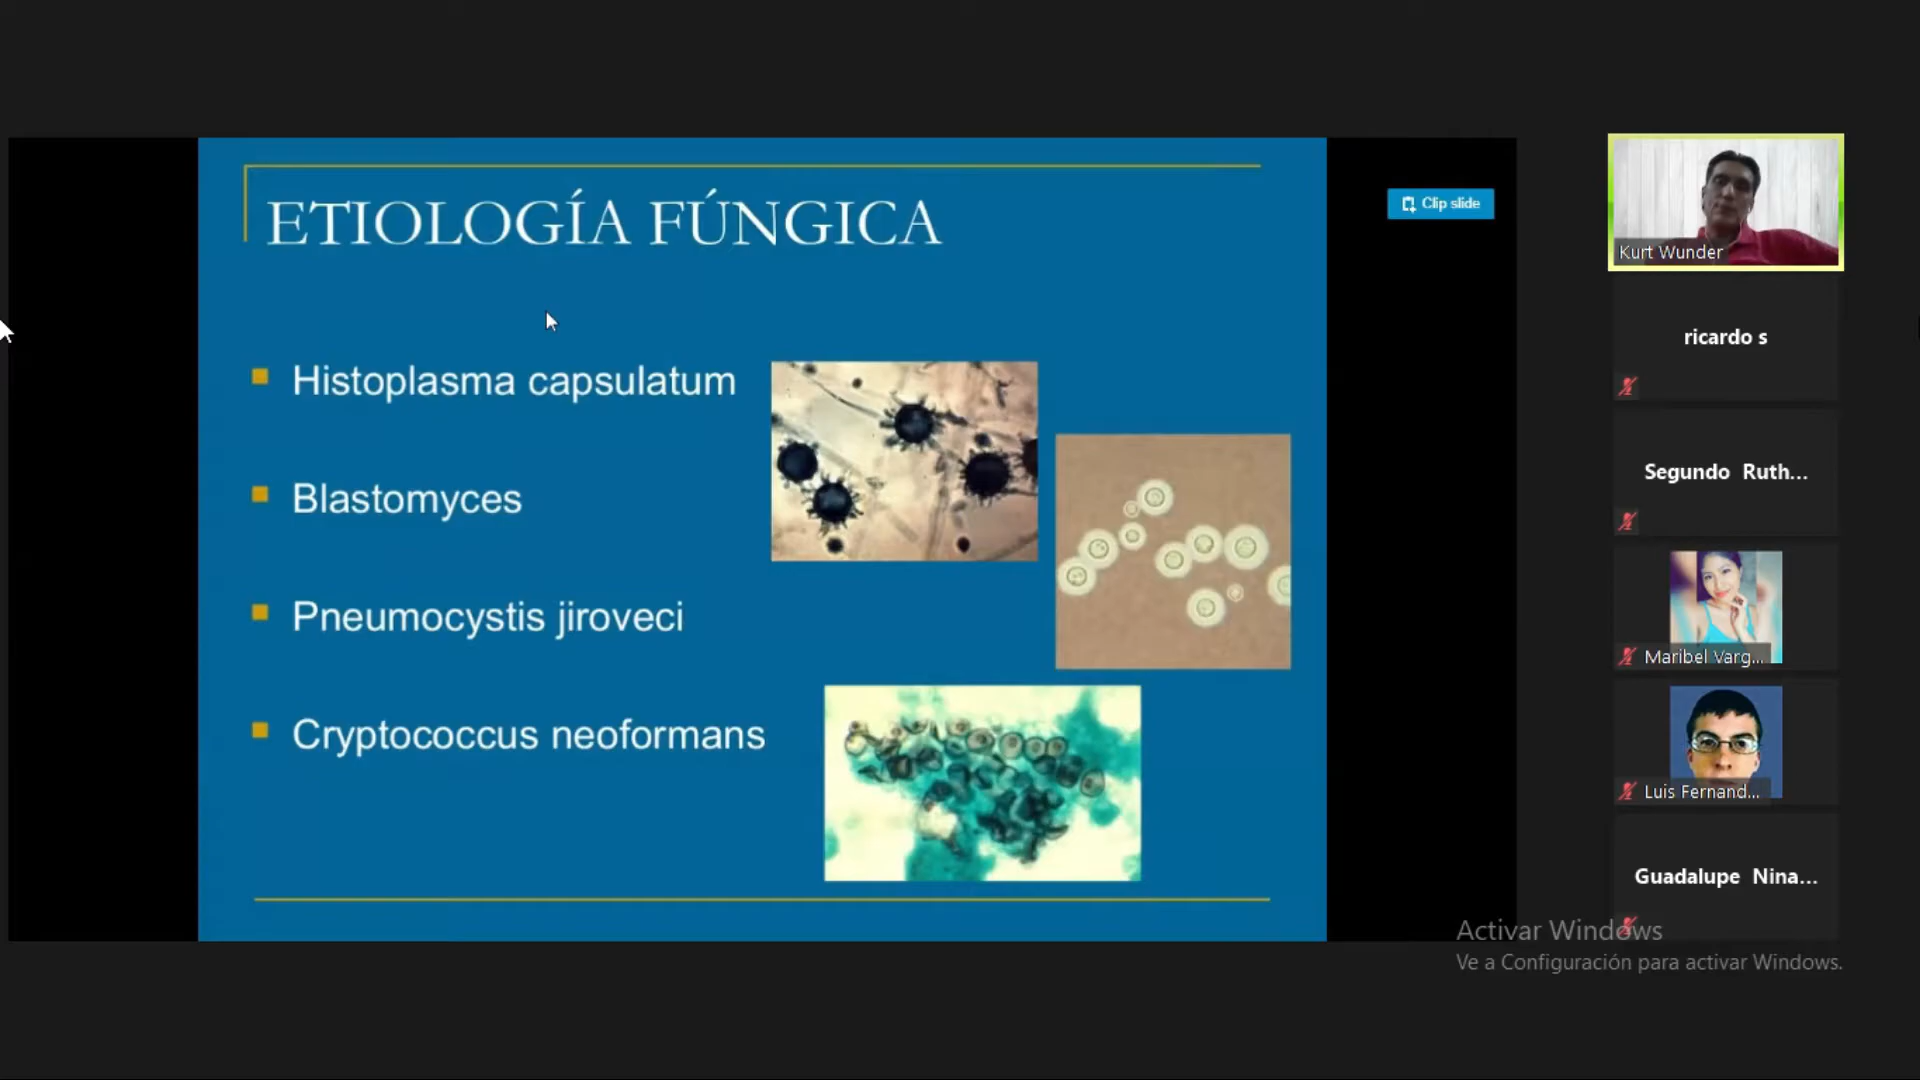 ETIOLOGÍA FÚNGICA
Histoplasma capsulatum
Blastomyces
Pneumocystis jiroveci
Cryptococcus neoformans
Clip slide
Kurt Wunder
ricardo s
Segundo Ruth...
Maribel Varg...
Luis Fernand...
Guadalupe Nina...
Activar Windows
Ve a Configuración para activar Windows.